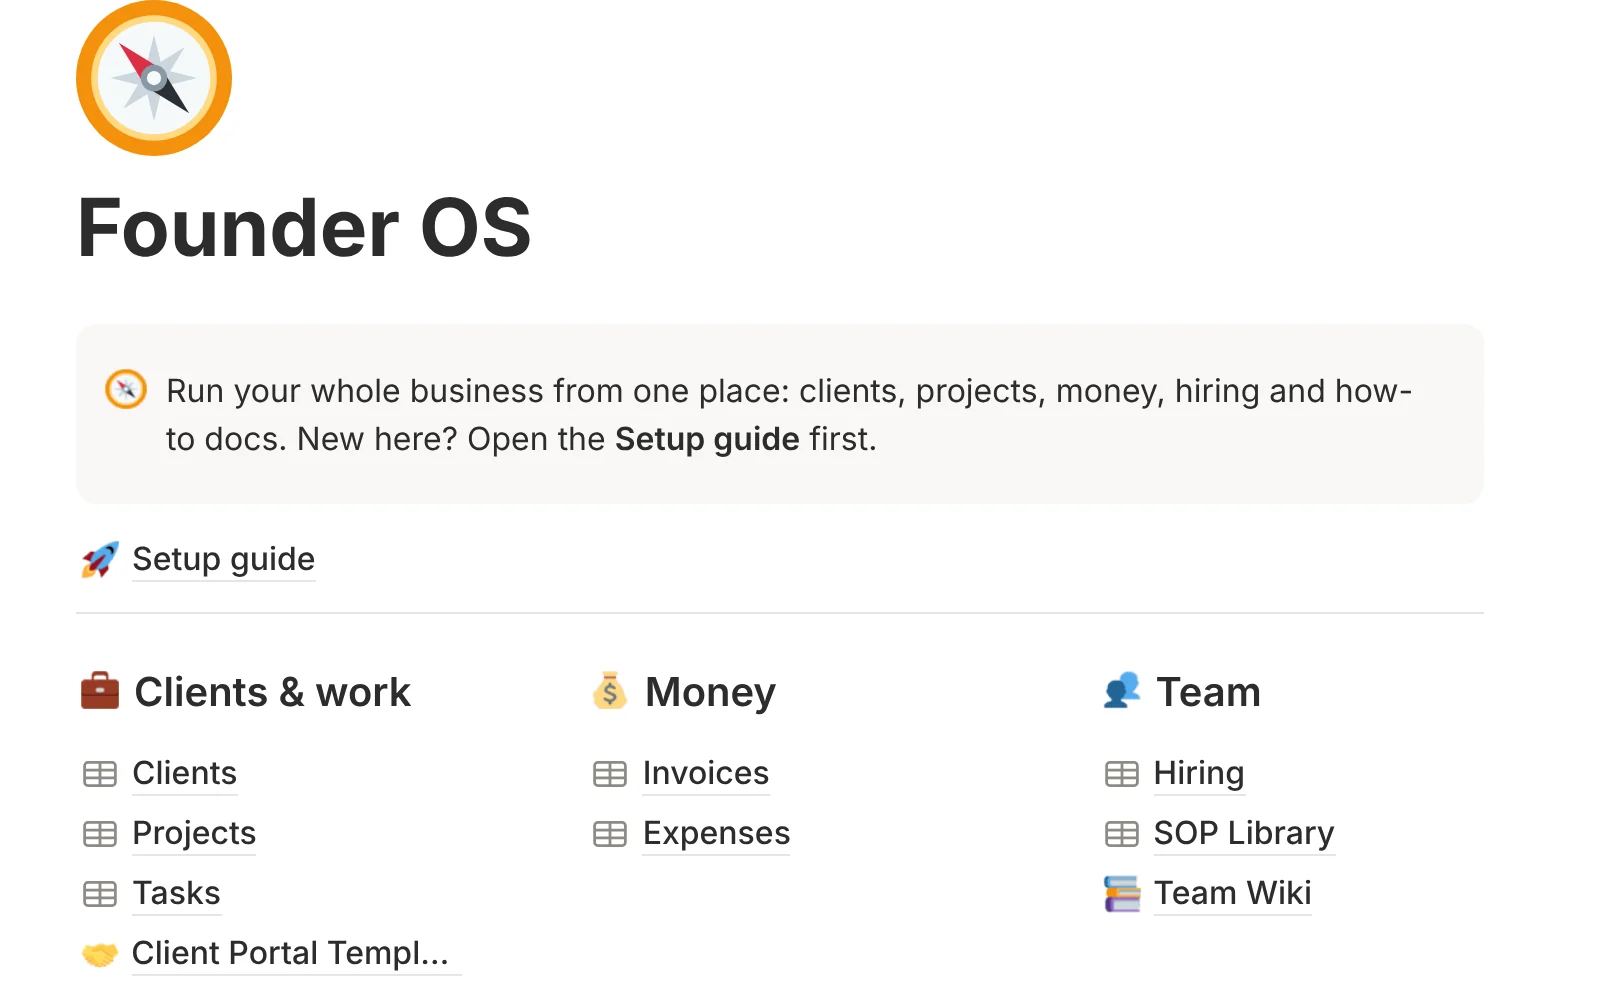 Founder OS
Run your whole business from one place: clients, projects, money, hiring and how-
to docs. New here? Open the Setup guide first.
Setup guide
Clients & work
Clients
Projects
Tasks
Client Portal Templ...
Money
Invoices
Expenses
Team
Hiring
SOP Library
Team Wiki